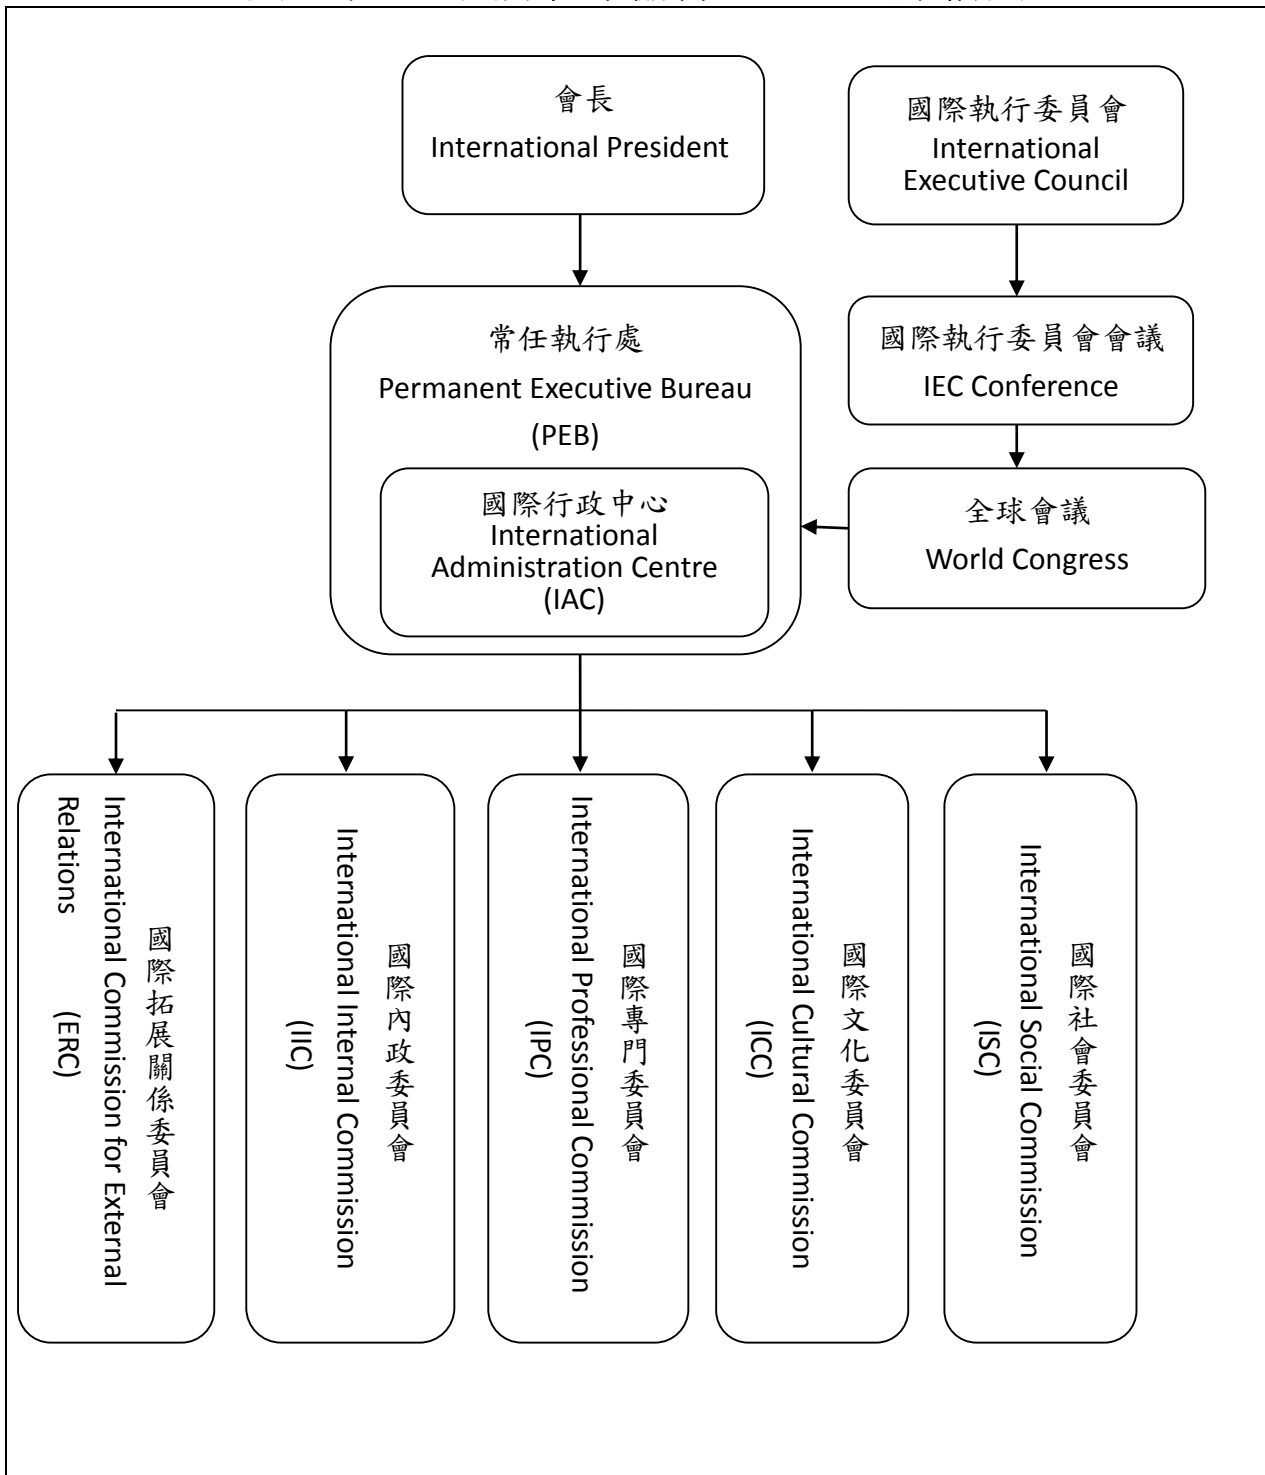 會長
International President
國際執行委員會
International
Executive Council
常任執行處
Permanent Executive Bureau
(PEB)
國際執行委員會會議
IEC Conference
國際行政中心
International
Administration Centre
(IAC)
全球會議
World Congress
國際拓展關係委員會
International Commission for External
Relations (ERC)
國際內政委員會
International Internal Commission
(IIC)
國際專門委員會
International Professional Commission
(IPC)
國際文化委員會
International Cultural Commission
(ICC)
國際社會委員會
International Social Commission
(ISC)